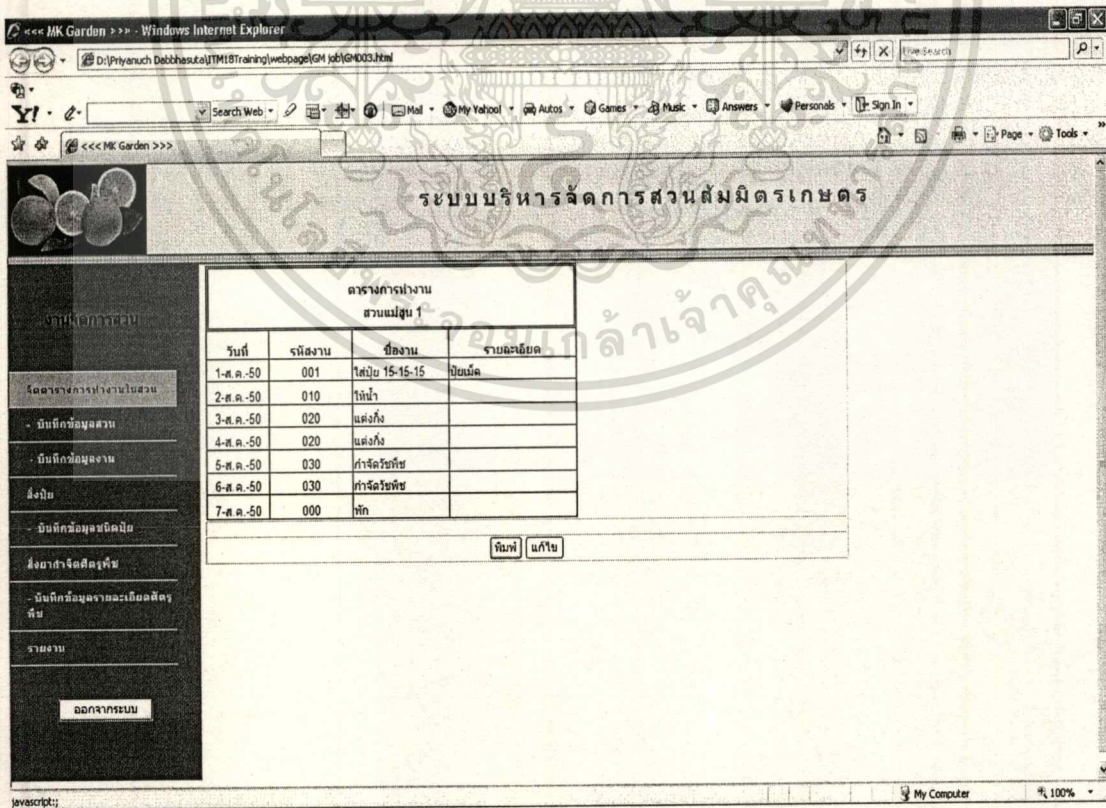 <<< MK Garden >>> - Windows Internet Explorer
D:\Priyanuch Dabbhasuta\ITM18Training\webpage\GM job\GM003.html
Live Search
Y! Search Web Mail My Yahoo! Autos Games Music Answers Personals Sign In
<<< MK Garden >>> Page Tools
ระบบบริหารจัดการสวนส้มมิตรเกษตร
งานจัดการสวน
จัดตารางการทำงานในสวน
- บันทึกข้อมูลสวน
- บันทึกข้อมูลงาน
สั่งปุ๋ย
- บันทึกข้อมูลชนิดปุ๋ย
สั่งยากำจัดศัตรูพืช
- บันทึกข้อมูลรายละเอียดศัตรู
พืช
รายงาน
ออกจากระบบ
ตารางการทำงาน
สวนแม่สูน 1
วันที่ รหัสงาน ชื่องาน รายละเอียด
1-ส.ค.-50 001 ใส่ปุ๋ย 15-15-15 ปุ๋ยเม็ด
2-ส.ค.-50 010 ให้น้ำ
3-ส.ค.-50 020 แต่งกิ่ง
4-ส.ค.-50 020 แต่งกิ่ง
5-ส.ค.-50 030 กำจัดวัชพืช
6-ส.ค.-50 030 กำจัดวัชพืช
7-ส.ค.-50 000 พัก
พิมพ์ แก้ไข
javascript:; My Computer 100%